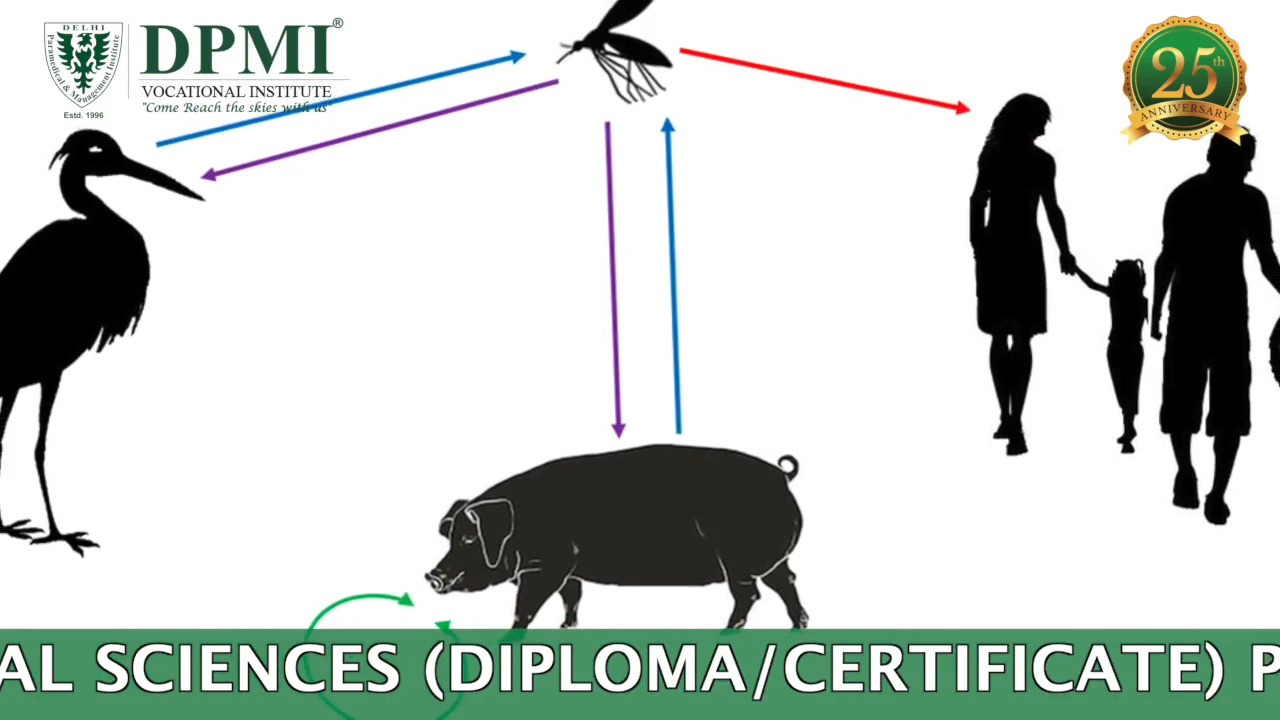 DELHI
Paramedical & Management Institute
Estd. 1996
DPMI®
VOCATIONAL INSTITUTE
"Come Reach the skies with us"
25th
ANNIVERSARY
AL SCIENCES (DIPLOMA/CERTIFICATE) P